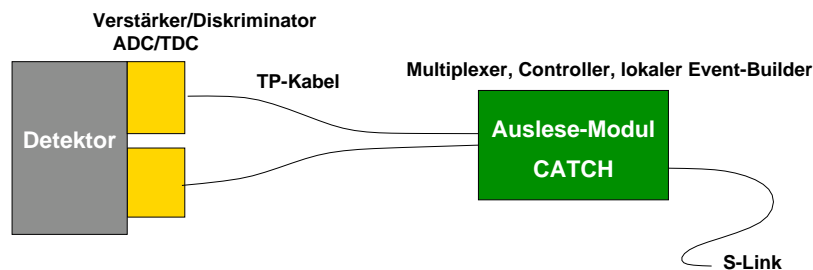 Verstärker/Diskriminator
ADC/TDC
TP-Kabel
Multiplexer, Controller, lokaler Event-Builder
Detektor
Auslese-Modul
CATCH
S-Link